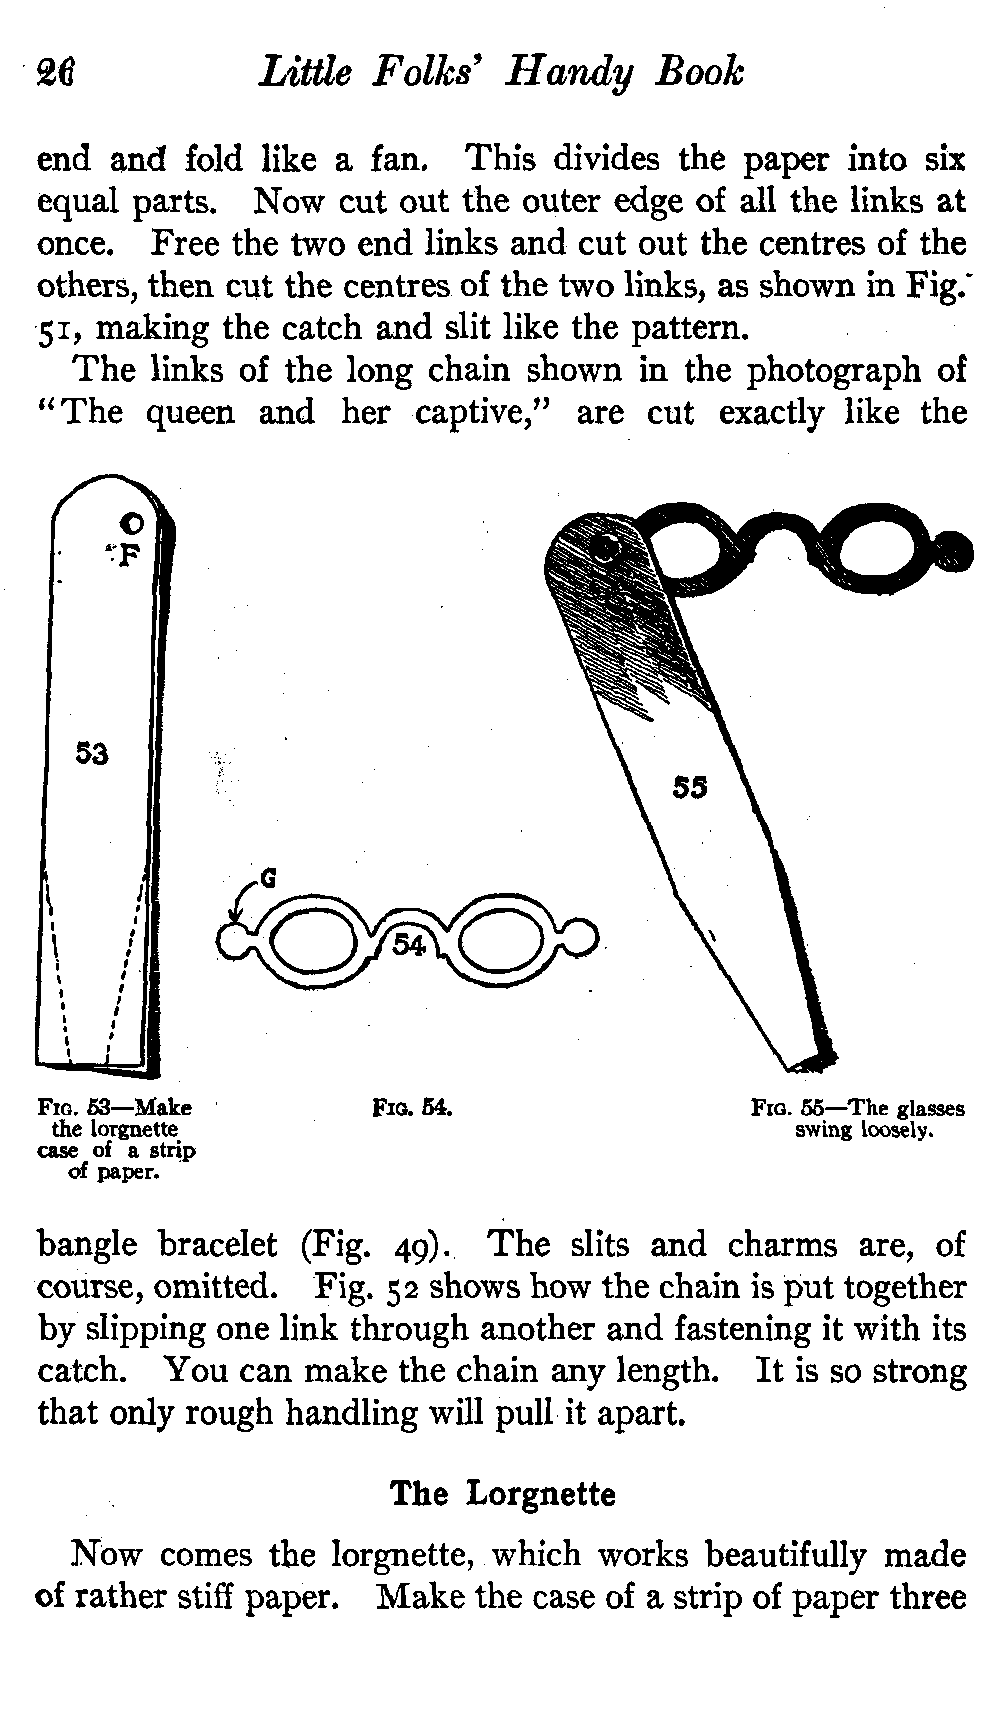 26 Little Folks' Handy Book
end and fold like a fan. This divides the paper into six
equal parts. Now cut out the outer edge of all the links at
once. Free the two end links and cut out the centres of the
others, then cut the centres of the two links, as shown in Fig.
51, making the catch and slit like the pattern.
The links of the long chain shown in the photograph of
"The queen and her captive," are cut exactly like the
F
53
55
G
54
FIG. 53—Make
the lorgnette
case of a strip
of paper.
FIG. 54.
FIG. 55—The glasses
swing loosely.
bangle bracelet (Fig. 49). The slits and charms are, of
course, omitted. Fig. 52 shows how the chain is put together
by slipping one link through another and fastening it with its
catch. You can make the chain any length. It is so strong
that only rough handling will pull it apart.
The Lorgnette
Now comes the lorgnette, which works beautifully made
of rather stiff paper. Make the case of a strip of paper three